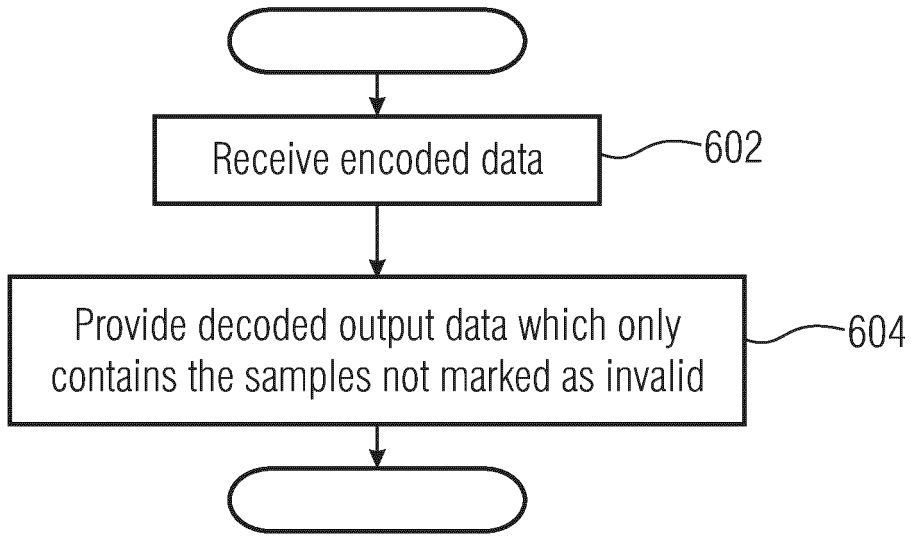 Receive encoded data
602
Provide decoded output data which only
contains the samples not marked as invalid
604